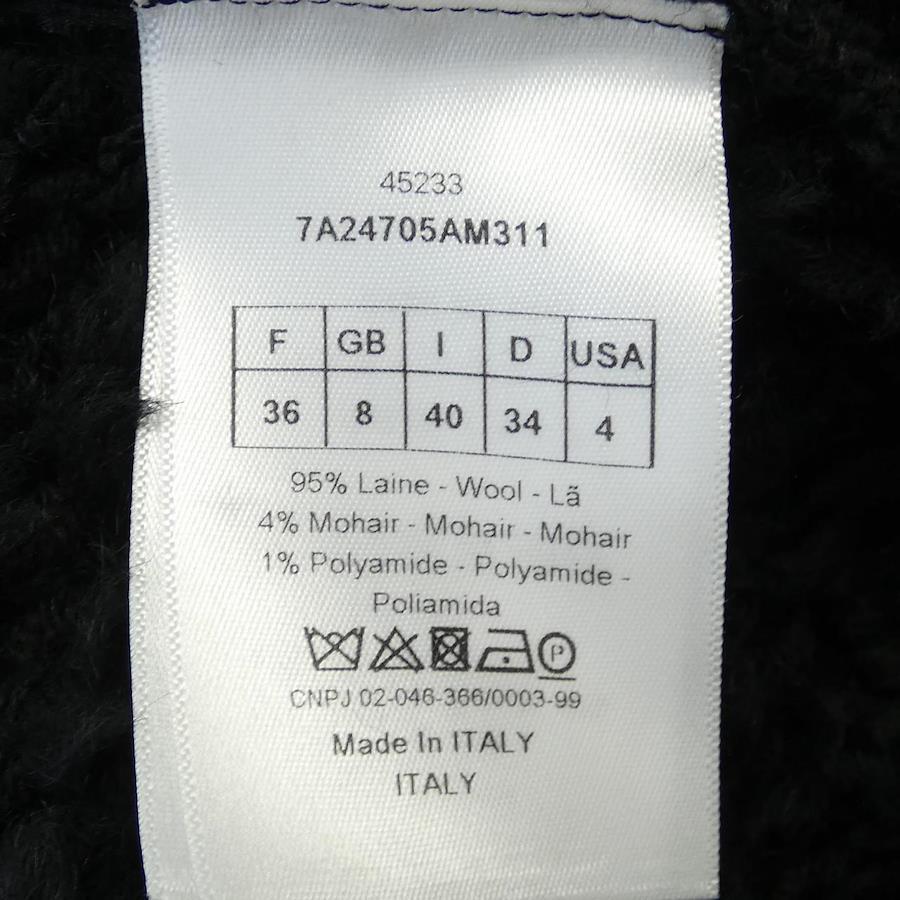 45233
7A24705AM311
F GB I D USA
36 8 40 34 4
95% Laine - Wool - Lã
4% Mohair - Mohair - Mohair
1% Polyamide - Polyamide -
Poliamida
P
CNPJ 02-046-366/0003-99
Made In ITALY
ITALY